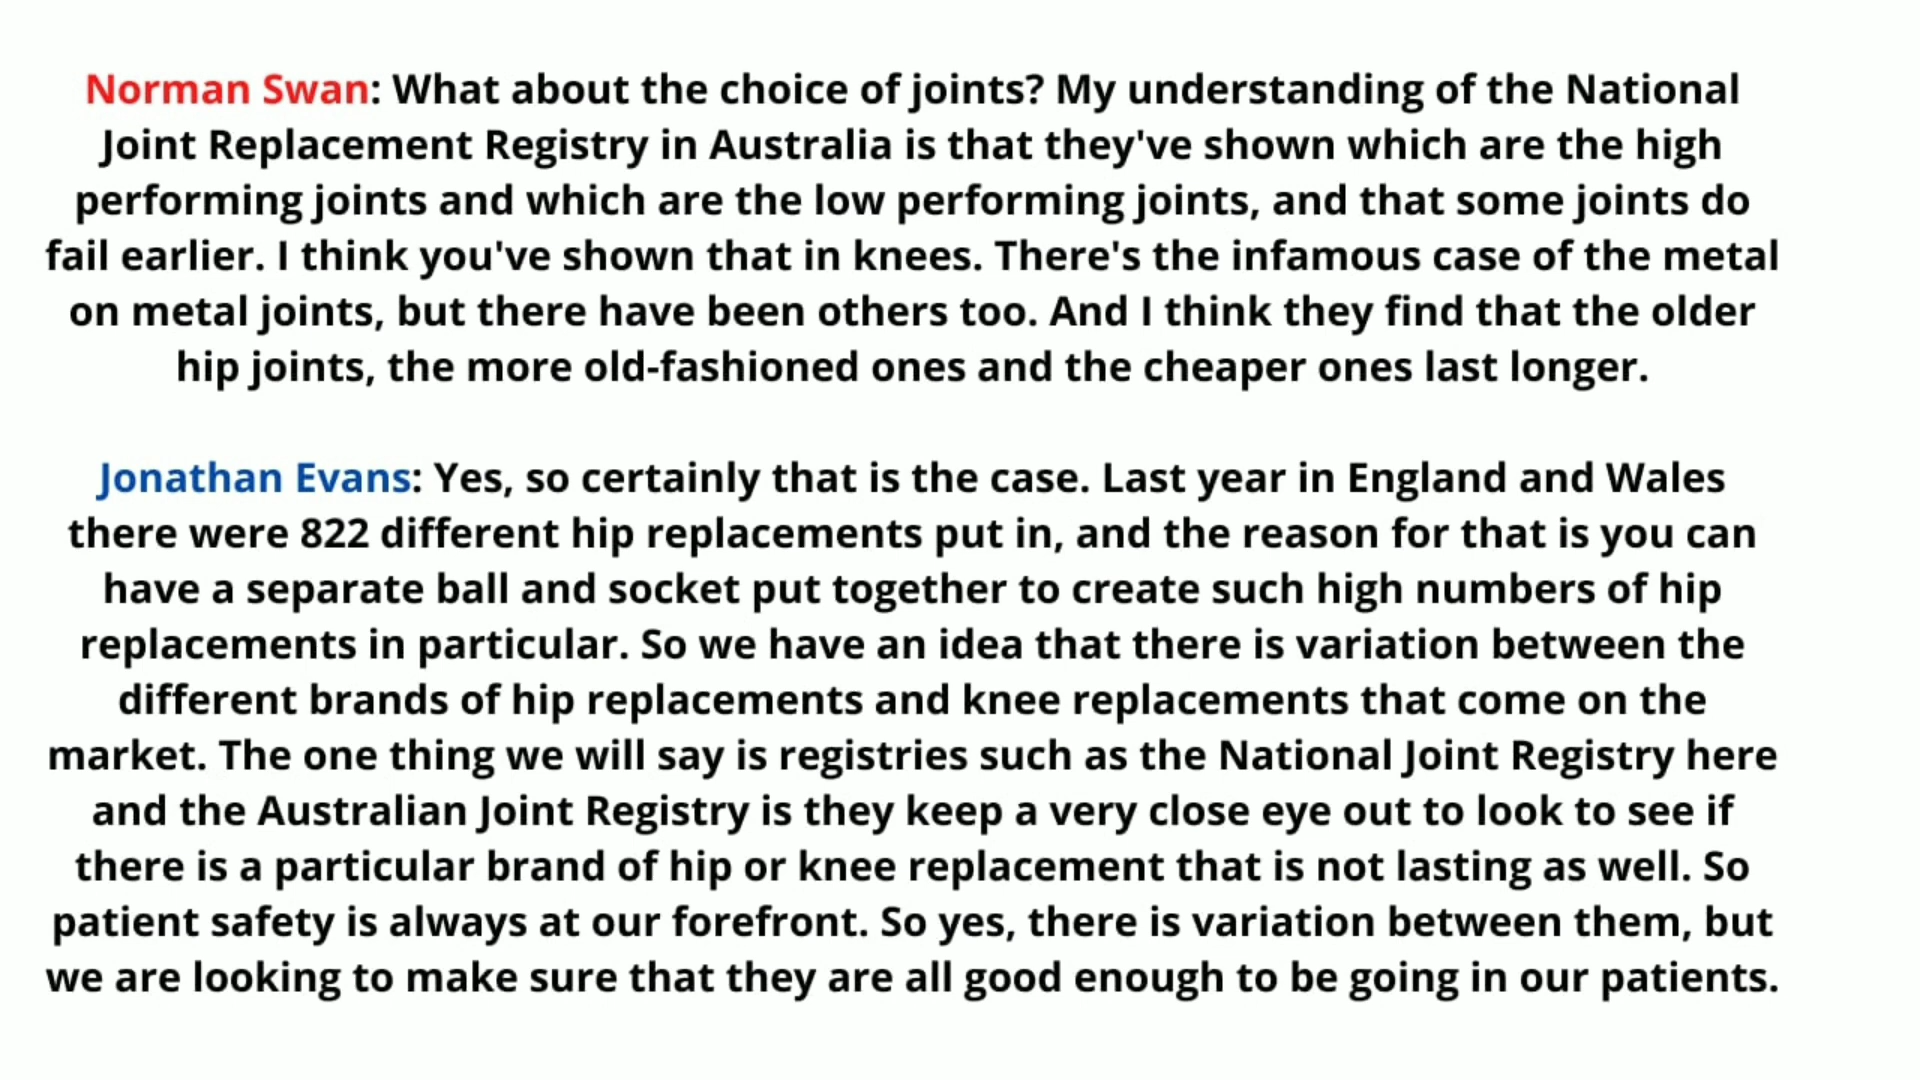 Norman Swan: What about the choice of joints? My understanding of the National
Joint Replacement Registry in Australia is that they've shown which are the high
performing joints and which are the low performing joints, and that some joints do
fail earlier. I think you've shown that in knees. There's the infamous case of the metal
on metal joints, but there have been others too. And I think they find that the older
hip joints, the more old-fashioned ones and the cheaper ones last longer.
Jonathan Evans: Yes, so certainly that is the case. Last year in England and Wales
there were 822 different hip replacements put in, and the reason for that is you can
have a separate ball and socket put together to create such high numbers of hip
replacements in particular. So we have an idea that there is variation between the
different brands of hip replacements and knee replacements that come on the
market. The one thing we will say is registries such as the National Joint Registry here
and the Australian Joint Registry is they keep a very close eye out to look to see if
there is a particular brand of hip or knee replacement that is not lasting as well. So
patient safety is always at our forefront. So yes, there is variation between them, but
we are looking to make sure that they are all good enough to be going in our patients.